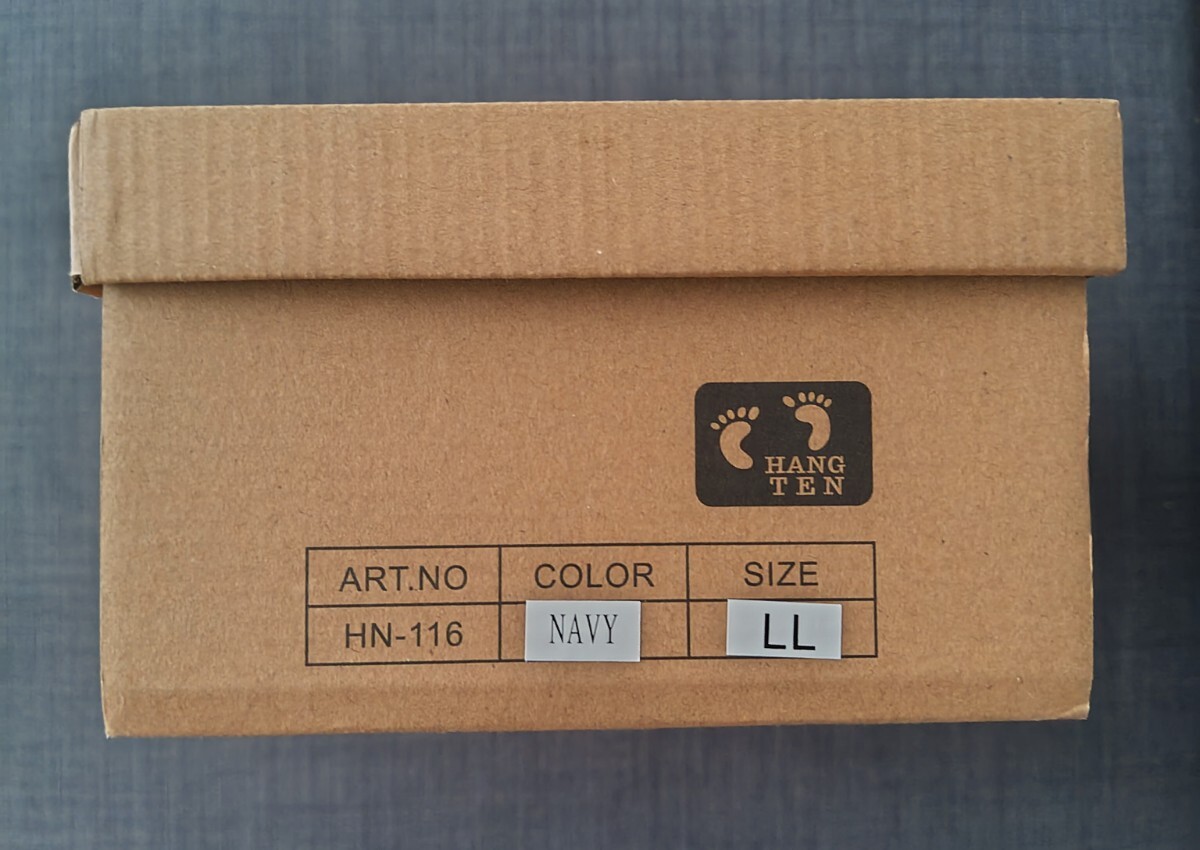 HANG
TEN
ART.NO COLOR SIZE
HN-116 NAVY LL